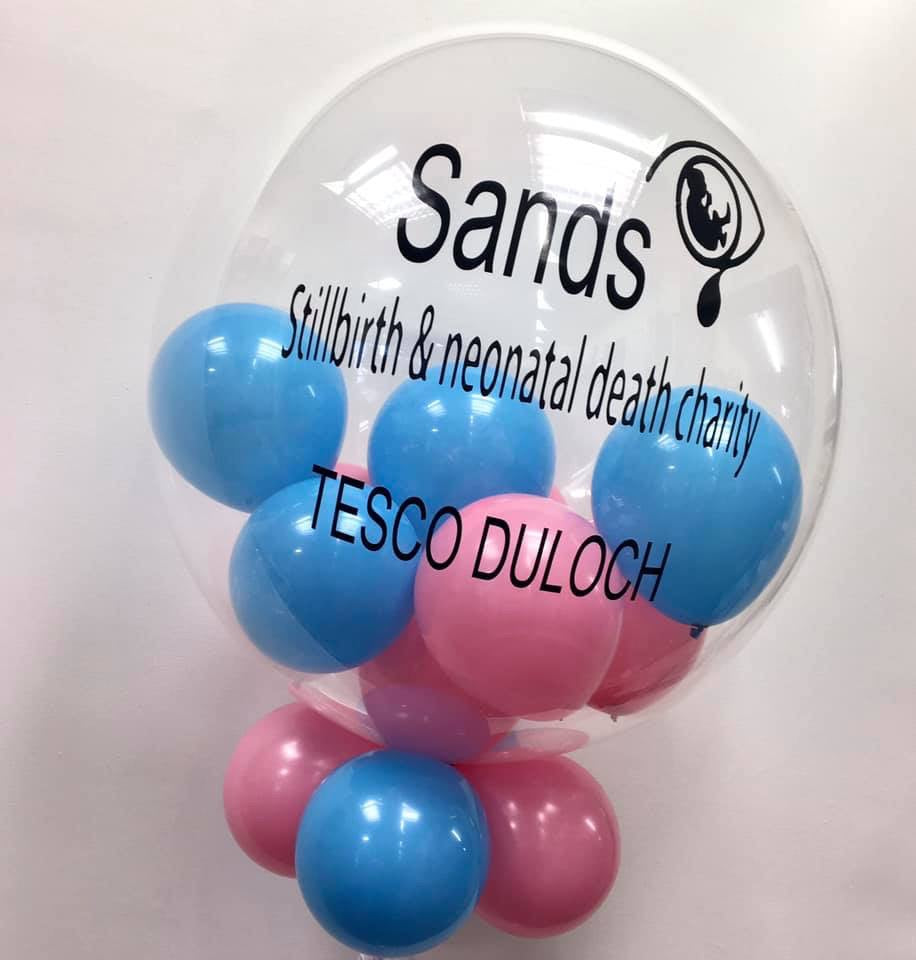 Sands
Stillbirth & neonatal death charity
TESCO DULOCH